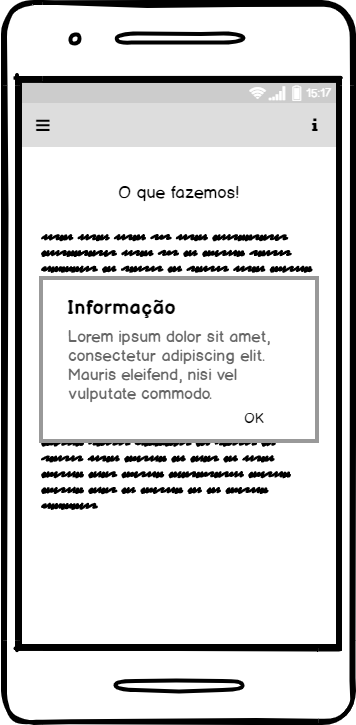 15:17
i
O que fazemos!
Informação
Lorem ipsum dolor sit amet,
consectetur adipiscing elit.
Mauris eleifend, nisi vel
vulputate commodo.
OK